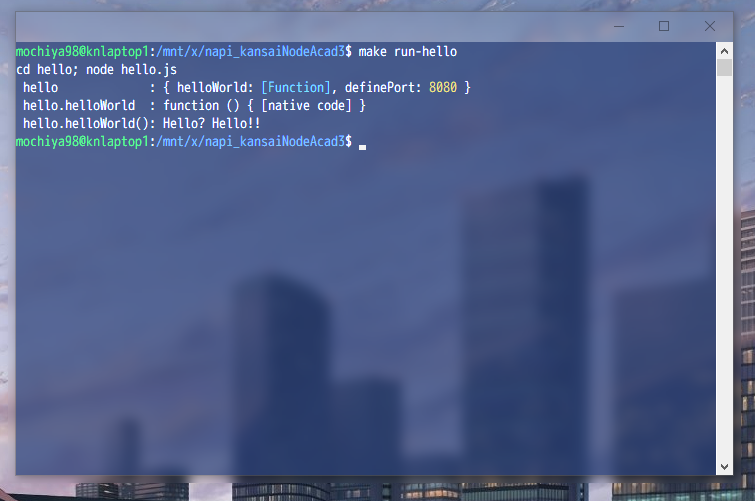 mochiya98@knlaptop1:/mnt/x/napi_kansaiNodeAcad3$ make run-hello
cd hello; node hello.js
 hello             : { helloWorld: [Function], definePort: 8080 }
 hello.helloWorld  : function () { [native code] }
 hello.helloWorld(): Hello? Hello!!
mochiya98@knlaptop1:/mnt/x/napi_kansaiNodeAcad3$